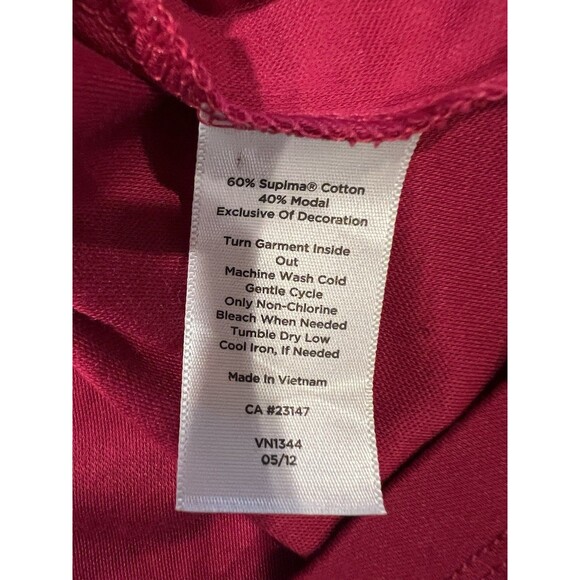 60% Supima® Cotton
40% Modal
Exclusive Of Decoration
Turn Garment Inside
Out
Machine Wash Cold
Gentle Cycle
Only Non-Chlorine
Bleach When Needed
Tumble Dry Low
Cool Iron, If Needed
Made In Vietnam
CA #23147
VN1344
05/12